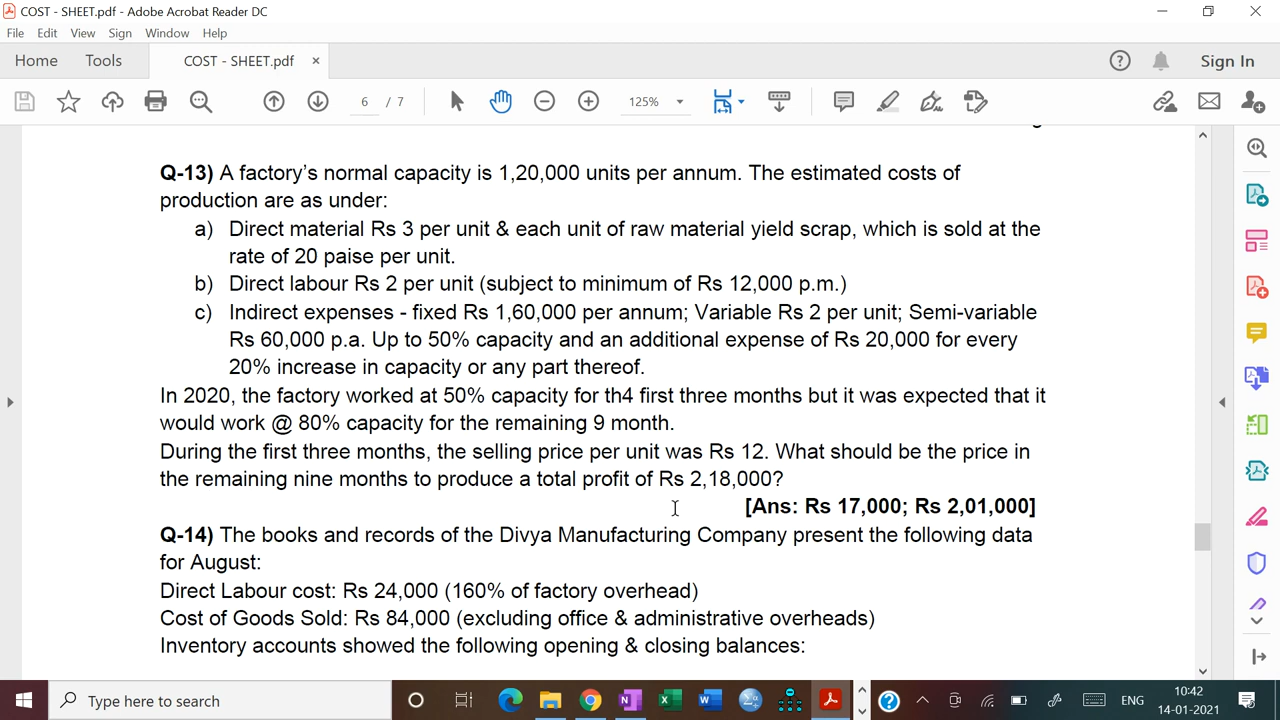 COST - SHEET.pdf - Adobe Acrobat Reader DC
File Edit View Sign Window Help
Home Tools COST - SHEET.pdf × Sign In
6 / 7 125%
Q-13) A factory's normal capacity is 1,20,000 units per annum. The estimated costs of
production are as under:
a) Direct material Rs 3 per unit & each unit of raw material yield scrap, which is sold at the
rate of 20 paise per unit.
b) Direct labour Rs 2 per unit (subject to minimum of Rs 12,000 p.m.)
c) Indirect expenses - fixed Rs 1,60,000 per annum; Variable Rs 2 per unit; Semi-variable
Rs 60,000 p.a. Up to 50% capacity and an additional expense of Rs 20,000 for every
20% increase in capacity or any part thereof.
In 2020, the factory worked at 50% capacity for th4 first three months but it was expected that it
would work @ 80% capacity for the remaining 9 month.
During the first three months, the selling price per unit was Rs 12. What should be the price in
the remaining nine months to produce a total profit of Rs 2,18,000?
[Ans: Rs 17,000; Rs 2,01,000]
Q-14) The books and records of the Divya Manufacturing Company present the following data
for August:
Direct Labour cost: Rs 24,000 (160% of factory overhead)
Cost of Goods Sold: Rs 84,000 (excluding office & administrative overheads)
Inventory accounts showed the following opening & closing balances:
Type here to search
ENG
10:42
14-01-2021